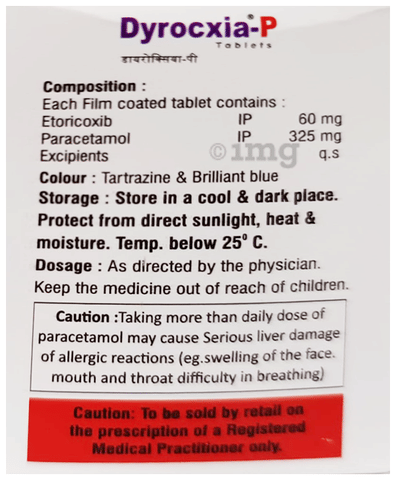 Dyrocxia®-P
Tablets
डायरोक्सिया-पी
Composition :
Each Film coated tablet contains :
Etoricoxib IP 60 mg
Paracetamol IP 325 mg
Excipients q.s
©img
Colour : Tartrazine & Brilliant blue
Storage : Store in a cool & dark place.
Protect from direct sunlight, heat &
moisture. Temp. below 25⁰ C.
Dosage : As directed by the physician.
Keep the medicine out of reach of children.
Caution :Taking more than daily dose of
paracetamol may cause Serious liver damage
of allergic reactions (eg.swelling of the face.
mouth and throat difficulty in breathing)
Caution: To be sold by retail on
the prescription of a Registered
Medical Practitioner only.